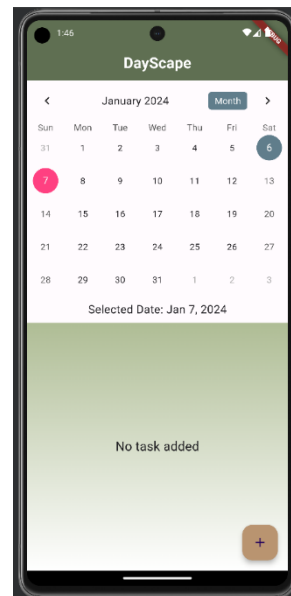 1:46
DayScape
January 2024 Month
Sun Mon Tue Wed Thu Fri Sat
31 1 2 3 4 5 6
7 8 9 10 11 12 13
14 15 16 17 18 19 20
21 22 23 24 25 26 27
28 29 30 31 1 2 3
Selected Date: Jan 7, 2024
No task added
+